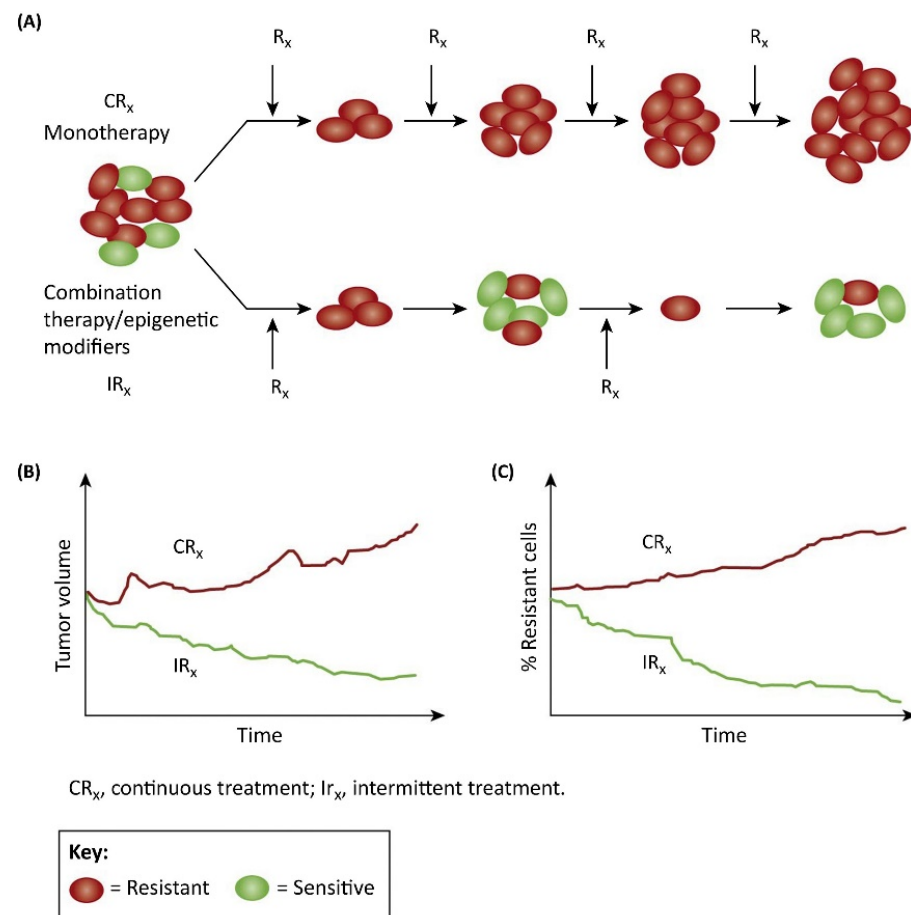 (A)
Rx Rx Rx Rx
CRx
Monotherapy
Combination
therapy/epigenetic
modifiers
IRx
Rx Rx
(B)
Tumor volume
CRx
IRx
Time
(C)
% Resistant cells
CRx
IRx
Time
CRx, continuous treatment; Irx, intermittent treatment.
Key:
= Resistant = Sensitive